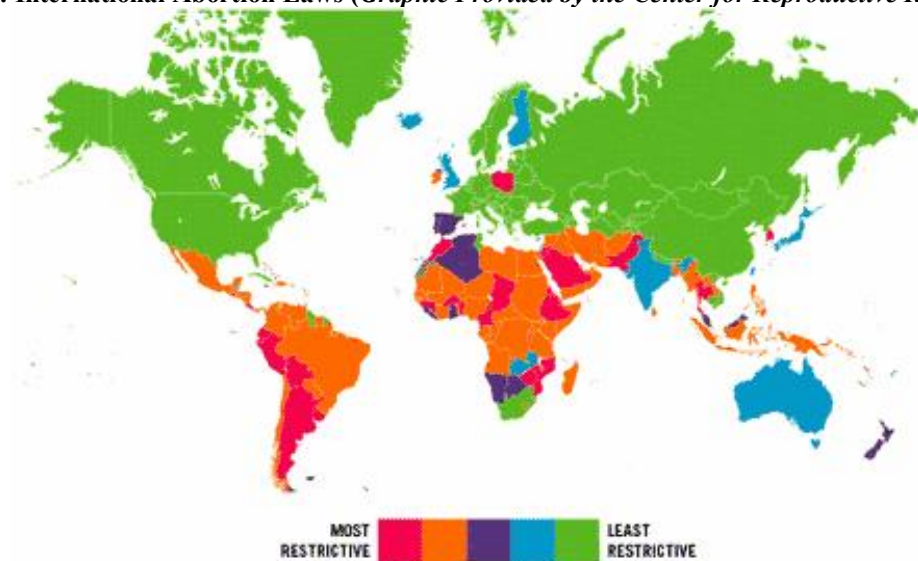 . International Abortion Laws (Graphic Provided by the Center for Reproductive
MOST RESTRICTIVE
LEAST RESTRICTIVE